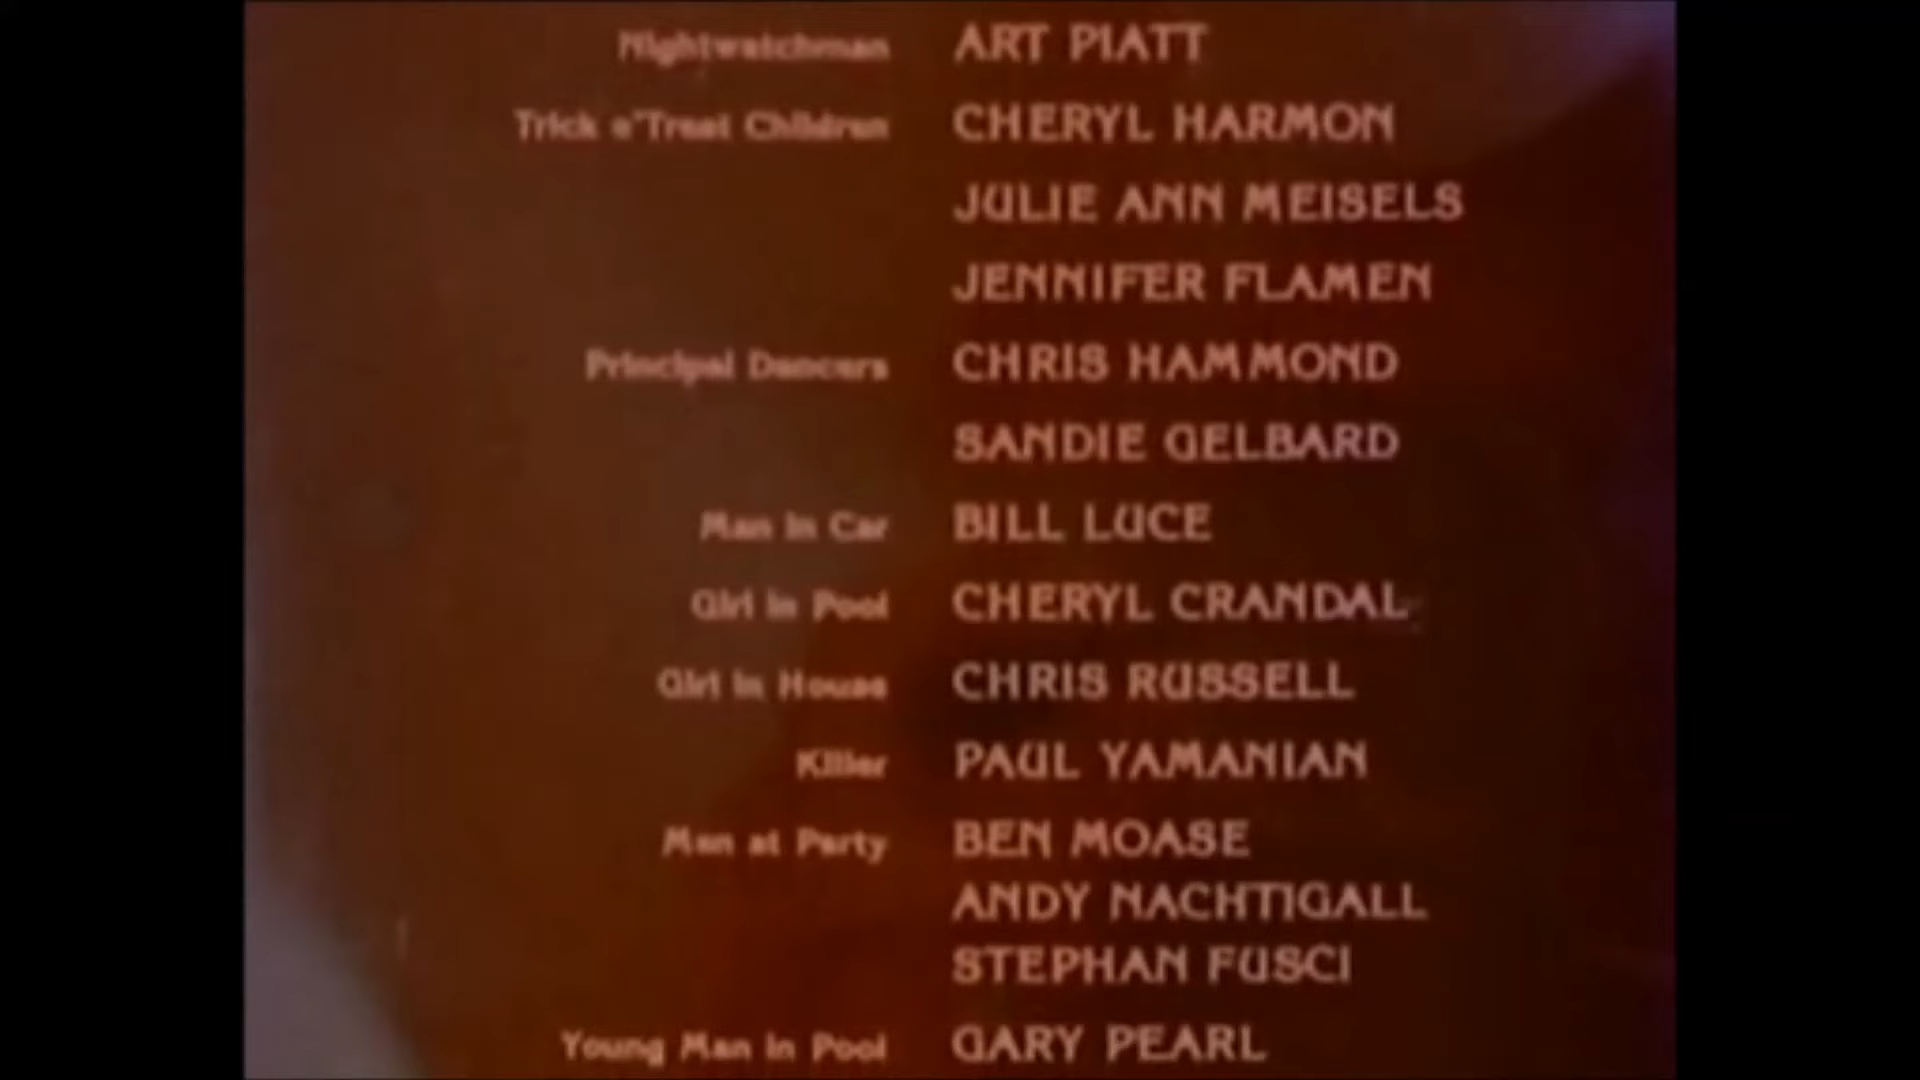 Nightwatchman ART PIATT
Trick o'Treat Children CHERYL HARMON
JULIE ANN MEISELS
JENNIFER FLAMEN
Principal Dancers CHRIS HAMMOND
SANDIE GELBARD
Man in Car BILL LUCE
Girl in Pool CHERYL CRANDAL
Girl in House CHRIS RUSSELL
Killer PAUL YAMANIAN
Men at Party BEN MOASE
ANDY NACHTIGALL
STEPHAN FUSCI
Young Man in Pool GARY PEARL